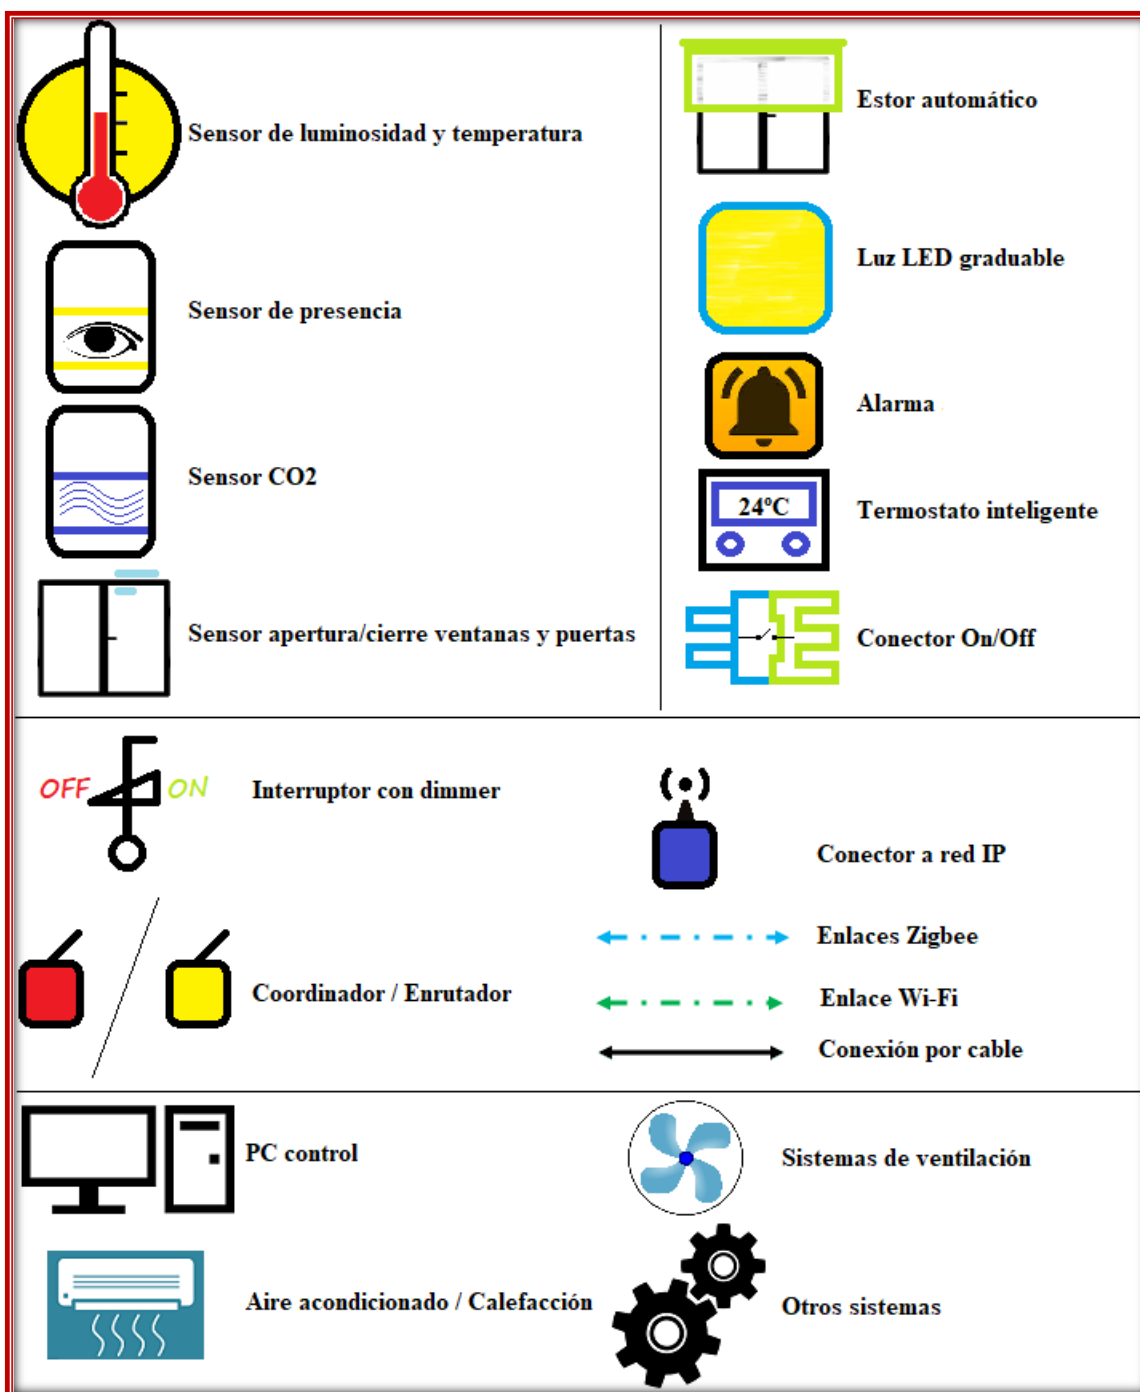 Sensor de luminosidad y temperatura
Sensor de presencia
Sensor CO2
Sensor apertura/cierre ventanas y puertas
Estor automático
Luz LED graduable
Alarma
24ºC
Termostato inteligente
Conector On/Off
OFF ON Interruptor con dimmer
Coordinador / Enrutador
Conector a red IP
Enlaces Zigbee
Enlace Wi-Fi
Conexión por cable
PC control
Aire acondicionado / Calefacción
Sistemas de ventilación
Otros sistemas